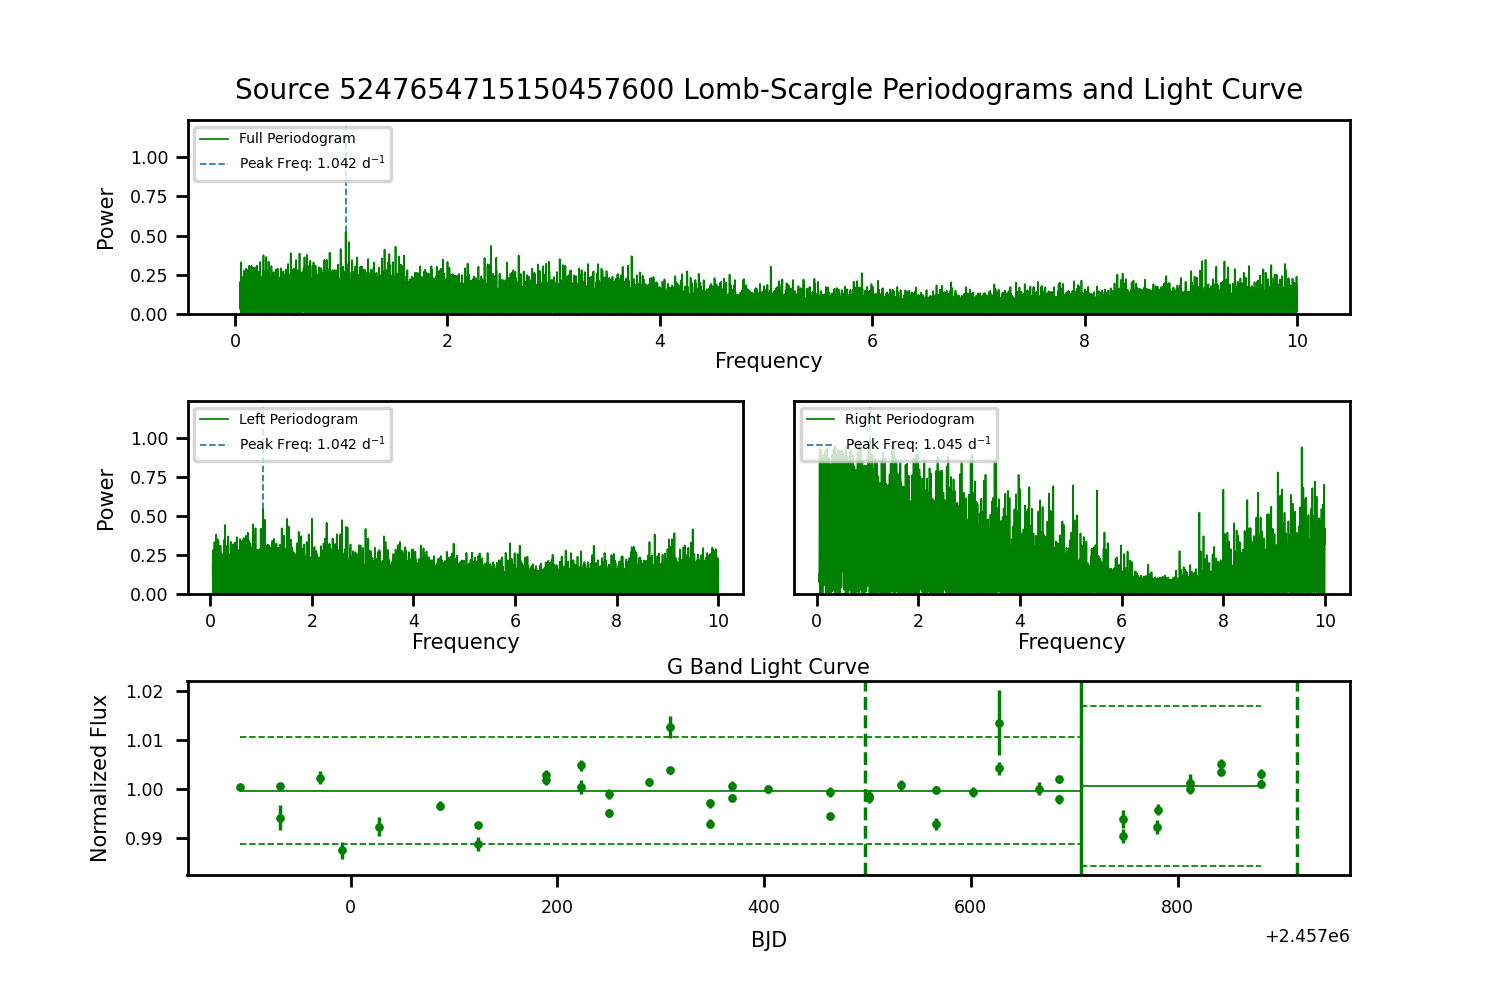 Source 5247654715150457600 Lomb-Scargle Periodograms and Light Curve
Full Periodogram
Peak Freq: 1.042 d⁻¹
1.00
0.75
0.50
0.25
0.00
Power
0 2 4 6 8 10
Frequency
Left Periodogram
Peak Freq: 1.042 d⁻¹
1.00
0.75
0.50
0.25
0.00
Power
0 2 4 6 8 10
Frequency
Right Periodogram
Peak Freq: 1.045 d⁻¹
0 2 4 6 8 10
Frequency
G Band Light Curve
1.02
1.01
1.00
0.99
Normalized Flux
0 200 400 600 800
BJD
+2.457e6